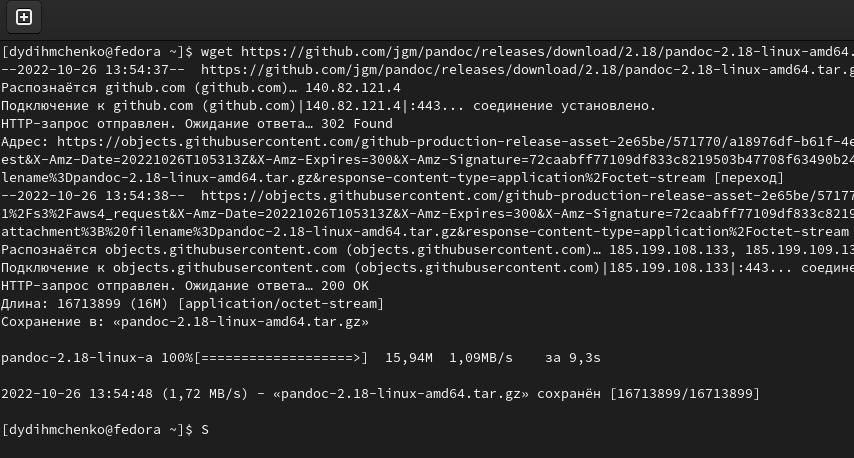 [dydihmchenko@fedora ~]$ wget https://github.com/jgm/pandoc/releases/download/2.18/pandoc-2.18-linux-amd64.
--2022-10-26 13:54:37--  https://github.com/jgm/pandoc/releases/download/2.18/pandoc-2.18-linux-amd64.tar.g
Распознаётся github.com (github.com)… 140.82.121.4
Подключение к github.com (github.com)|140.82.121.4|:443... соединение установлено.
HTTP-запрос отправлен. Ожидание ответа… 302 Found
Адрес: https://objects.githubusercontent.com/github-production-release-asset-2e65be/571770/a18976df-b61f-4e
est&X-Amz-Date=20221026T105313Z&X-Amz-Expires=300&X-Amz-Signature=72caabff77109df833c8219503b47708f63490b24
lename%3Dpandoc-2.18-linux-amd64.tar.gz&response-content-type=application%2Foctet-stream [переход]
--2022-10-26 13:54:38--  https://objects.githubusercontent.com/github-production-release-asset-2e65be/57177
1%2Fs3%2Faws4_request&X-Amz-Date=20221026T105313Z&X-Amz-Expires=300&X-Amz-Signature=72caabff77109df833c8219
attachment%3B%20filename%3Dpandoc-2.18-linux-amd64.tar.gz&response-content-type=application%2Foctet-stream
Распознаётся objects.githubusercontent.com (objects.githubusercontent.com)… 185.199.108.133, 185.199.109.13
Подключение к objects.githubusercontent.com (objects.githubusercontent.com)|185.199.108.133|:443... соедине
HTTP-запрос отправлен. Ожидание ответа… 200 OK
Длина: 16713899 (16M) [application/octet-stream]
Сохранение в: «pandoc-2.18-linux-amd64.tar.gz»
pandoc-2.18-linux-a 100%[===================>]  15,94M  1,09MB/s    за 9,3s
2022-10-26 13:54:48 (1,72 MB/s) - «pandoc-2.18-linux-amd64.tar.gz» сохранён [16713899/16713899]
[dydihmchenko@fedora ~]$ S